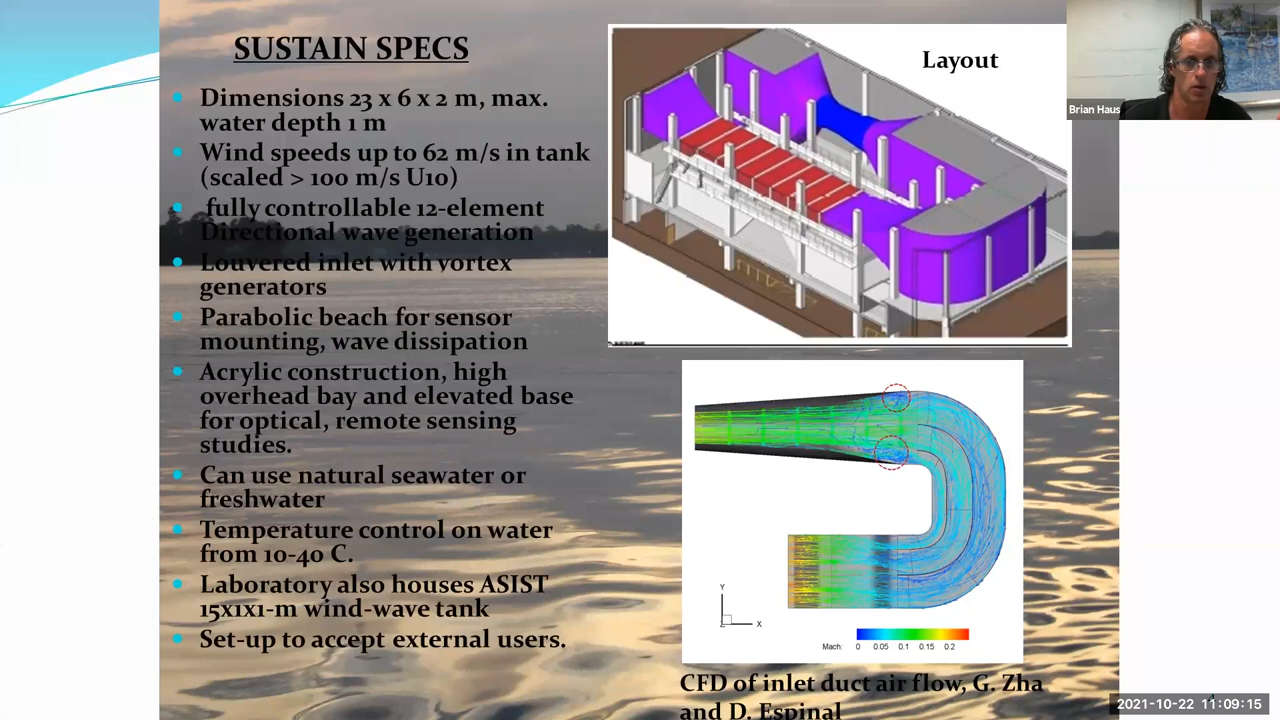 SUSTAIN SPECS
Dimensions 23 x 6 x 2 m, max.
water depth 1 m
Wind speeds up to 62 m/s in tank
(scaled > 100 m/s U10)
fully controllable 12-element
Directional wave generation
Louvered inlet with vortex
generators
Parabolic beach for sensor
mounting, wave dissipation
Acrylic construction, high
overhead bay and elevated base
for optical, remote sensing
studies.
Can use natural seawater or
freshwater
Temperature control on water
from 10-40 C.
Laboratory also houses ASIST
15x1x1-m wind-wave tank
Set-up to accept external users.
Layout
Brian Haus
Y
X
Mach: 0 0.05 0.1 0.15 0.2
CFD of inlet duct air flow, G. Zha
and D. Espinal
2021-10-22 11:09:15